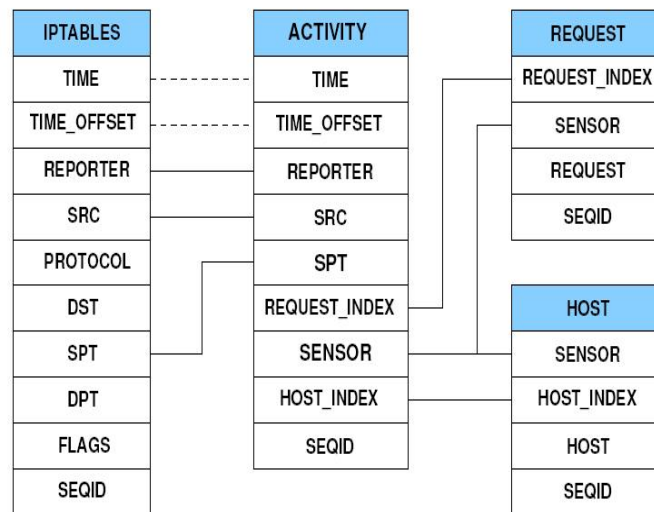 IPTABLES
TIME
TIME_OFFSET
REPORTER
SRC
PROTOCOL
DST
SPT
DPT
FLAGS
SEQID
ACTIVITY
TIME
TIME_OFFSET
REPORTER
SRC
SPT
REQUEST_INDEX
SENSOR
HOST_INDEX
SEQID
REQUEST
REQUEST_INDEX
SENSOR
REQUEST
SEQID
HOST
SENSOR
HOST_INDEX
HOST
SEQID